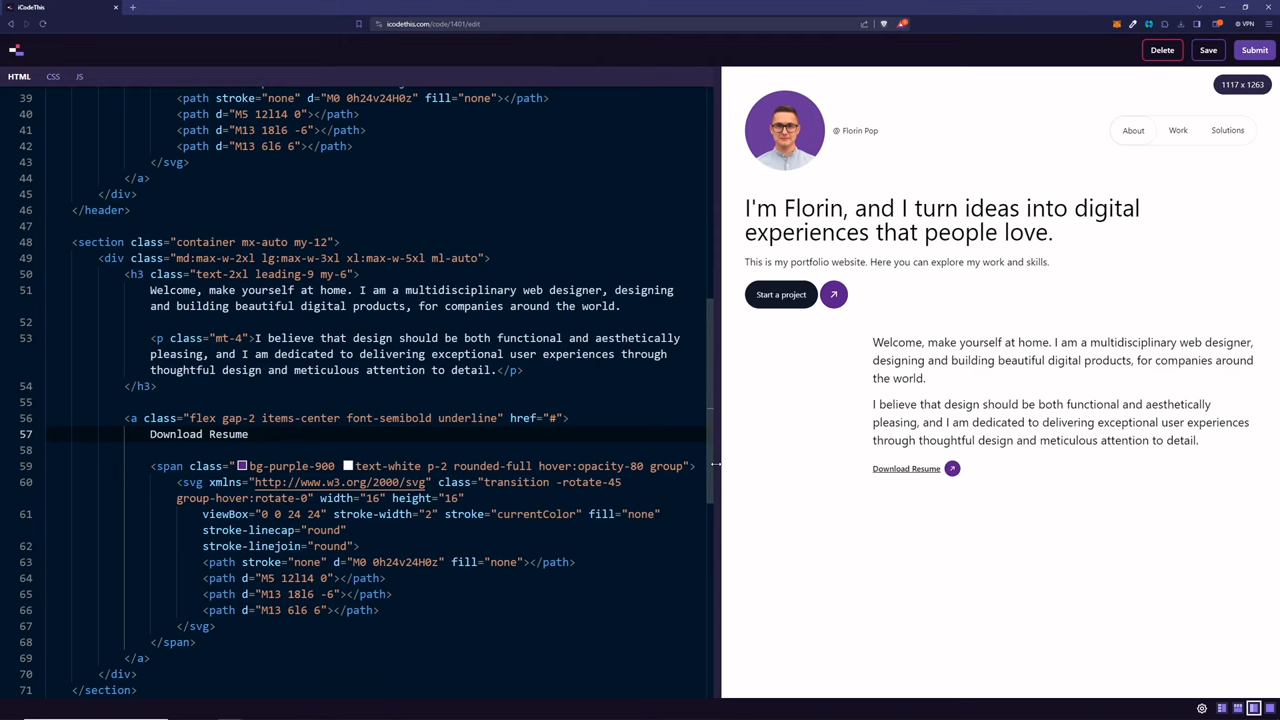 iCodeThis
icodethis.com/code/1401/edit
VPN
Delete
Save
Submit
HTML
CSS
JS
39 <path stroke="none" d="M0 0h24v24H0z" fill="none"></path>
40 <path d="M5 12l14 0"></path>
41 <path d="M13 18l6 -6"></path>
42 <path d="M13 6l6 6"></path>
43 </svg>
44 </a>
45 </div>
46 </header>
47
48 <section class="container mx-auto my-12">
49 <div class="md:max-w-2xl lg:max-w-3xl xl:max-w-5xl ml-auto">
50 <h3 class="text-2xl leading-9 my-6">
51 Welcome, make yourself at home. I am a multidisciplinary web designer, designing
and building beautiful digital products, for companies around the world.
52
53 <p class="mt-4">I believe that design should be both functional and aesthetically
pleasing, and I am dedicated to delivering exceptional user experiences through
thoughtful design and meticulous attention to detail.</p>
54 </h3>
55
56 <a class="flex gap-2 items-center font-semibold underline" href="#">
57 Download Resume
58
59 <span class="bg-purple-900 text-white p-2 rounded-full hover:opacity-80 group">
60 <svg xmlns="http://www.w3.org/2000/svg" class="transition -rotate-45
group-hover:rotate-0" width="16" height="16"
61 viewBox="0 0 24 24" stroke-width="2" stroke="currentColor" fill="none"
stroke-linecap="round"
62 stroke-linejoin="round">
63 <path stroke="none" d="M0 0h24v24H0z" fill="none"></path>
64 <path d="M5 12l14 0"></path>
65 <path d="M13 18l6 -6"></path>
66 <path d="M13 6l6 6"></path>
67 </svg>
68 </span>
69 </a>
70 </div>
71 </section>
1117 x 1263
@ Florin Pop
About
Work
Solutions
I'm Florin, and I turn ideas into digital
experiences that people love.
This is my portfolio website. Here you can explore my work and skills.
Start a project
Welcome, make yourself at home. I am a multidisciplinary web designer,
designing and building beautiful digital products, for companies around
the world.
I believe that design should be both functional and aesthetically
pleasing, and I am dedicated to delivering exceptional user experiences
through thoughtful design and meticulous attention to detail.
Download Resume